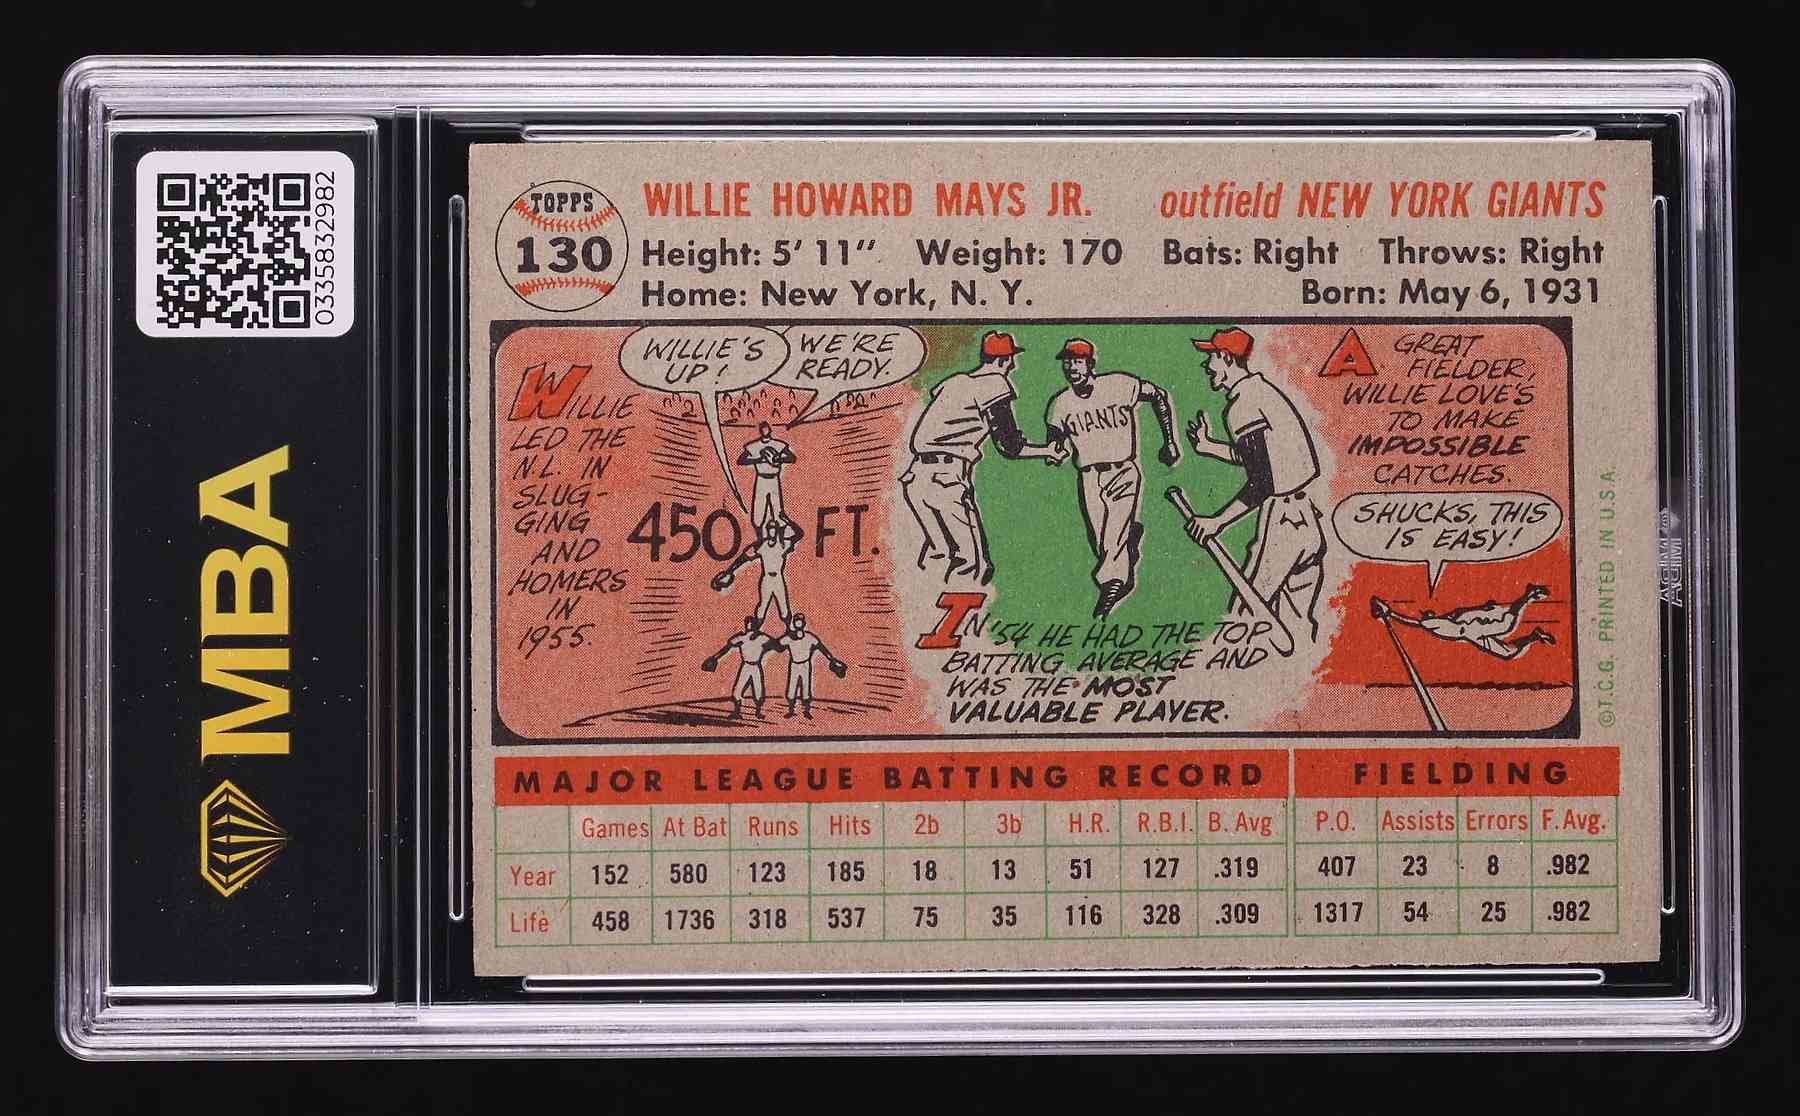 0335832982
MBA
TOPPS
130
WILLIE HOWARD MAYS JR. outfield NEW YORK GIANTS
Height: 5' 11" Weight: 170 Bats: Right Throws: Right
Home: New York, N. Y. Born: May 6, 1931
WILLIE
LED THE
N.L. IN
SLUG-
GING
AND
HOMERS
IN
1955.
WILLIE'S
UP!
WE'RE
READY.
450 FT.
GIANTS
IN '54 HE HAD THE TOP
BATTING AVERAGE AND
WAS THE MOST
VALUABLE PLAYER.
A GREAT
FIELDER,
WILLIE LOVE'S
TO MAKE
IMPOSSIBLE
CATCHES.
SHUCKS, THIS
IS EASY!
©T.C.G. PRINTED IN U.S.A.
MAJOR LEAGUE BATTING RECORD FIELDING
Games At Bat Runs Hits 2b 3b H.R. R.B.I. B. Avg P.O. Assists Errors F. Avg.
Year 152 580 123 185 18 13 51 127 .319 407 23 8 .982
Life 458 1736 318 537 75 35 116 328 .309 1317 54 25 .982